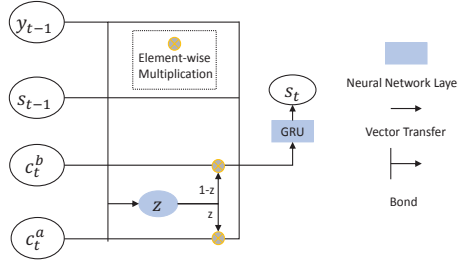 y_{t-1}
Element-wise
Multiplication
s_{t-1}
s_t
Neural Network Laye
GRU
Vector Transfer
c_t^b
1-z
z
z
Bond
c_t^a